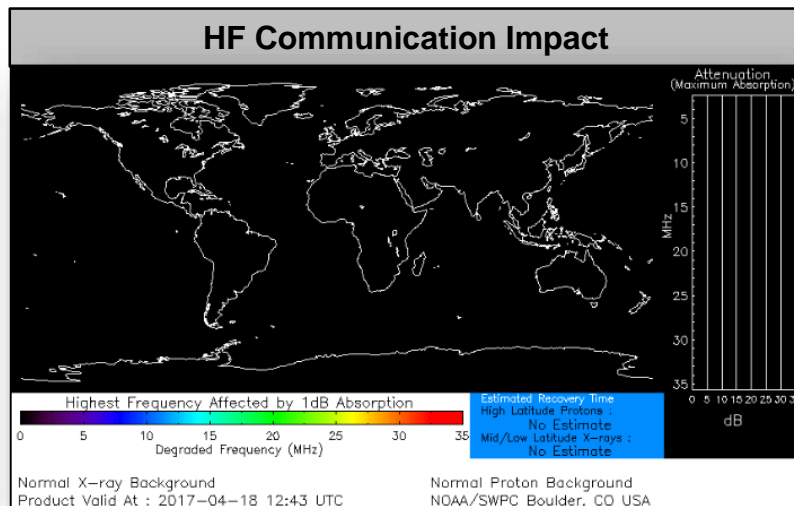 HF Communication Impact
Attenuation
(Maximum Absorption)
5
10
15
20
25
30
35
MHz
0 5 10 15 20 25 30 3
dB
Highest Frequency Affected by 1dB Absorption
0 5 10 15 20 25 30 35
Degraded Frequency (MHz)
Estimated Recovery Time
High Latitude Protons :
No Estimate
Mid/Low Latitude X-rays :
No Estimate
Normal X-ray Background
Product Valid At : 2017-04-18 12:43 UTC
Normal Proton Background
NOAA/SWPC Boulder, CO USA